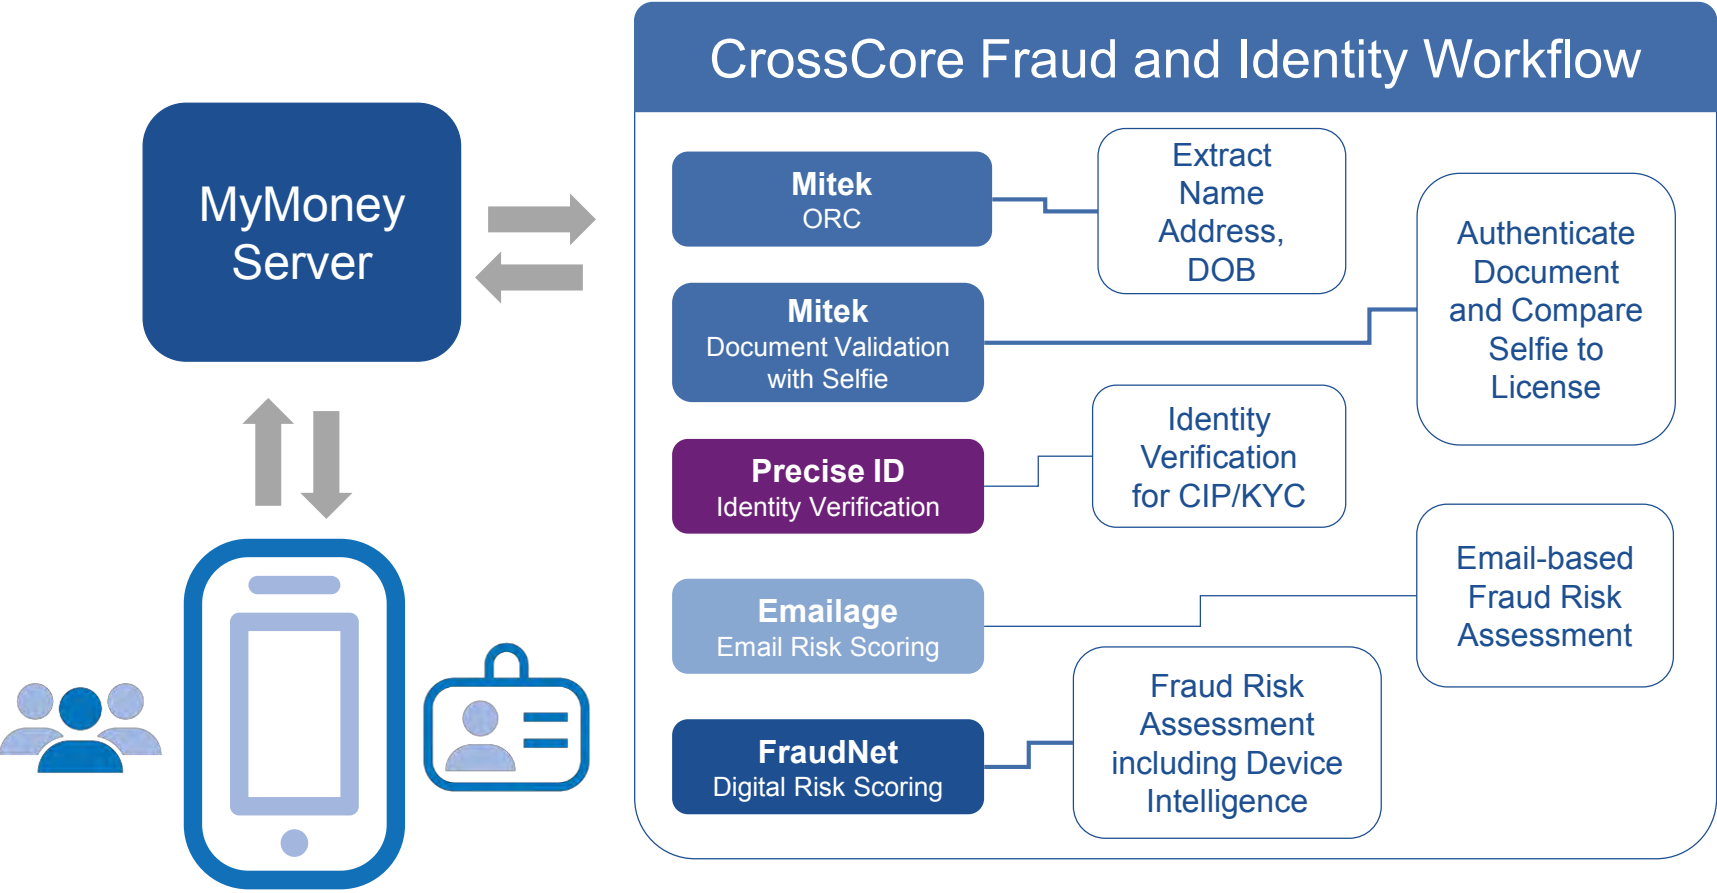 CrossCore Fraud and Identity Workflow
MyMoney
Server
Mitek
ORC
Extract
Name
Address,
DOB
Mitek
Document Validation
with Selfie
Authenticate
Document
and Compare
Selfie to
License
Precise ID
Identity Verification
Identity
Verification
for CIP/KYC
Emailage
Email Risk Scoring
Email-based
Fraud Risk
Assessment
FraudNet
Digital Risk Scoring
Fraud Risk
Assessment
including Device
Intelligence